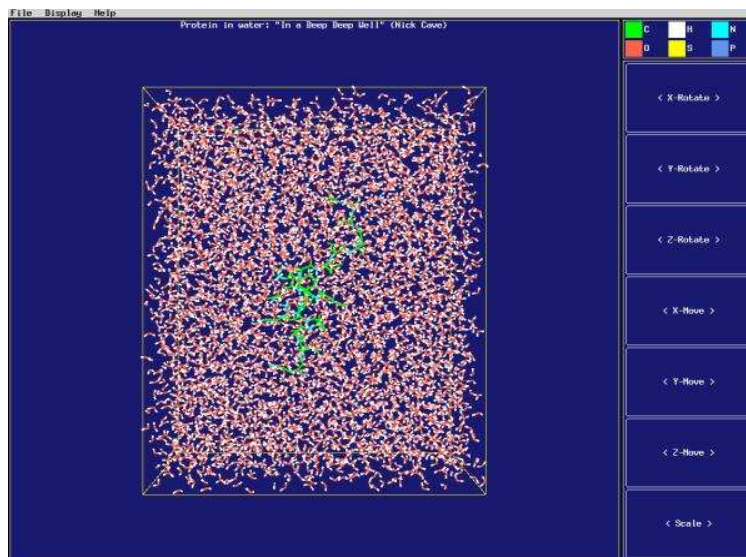 File Display Help
Protein in water: "In a Deep Deep Well" (Nick Cave)
C H N
O S P
< X-Rotate >
< Y-Rotate >
< Z-Rotate >
< X-Move >
< Y-Move >
< Z-Move >
< Scale >